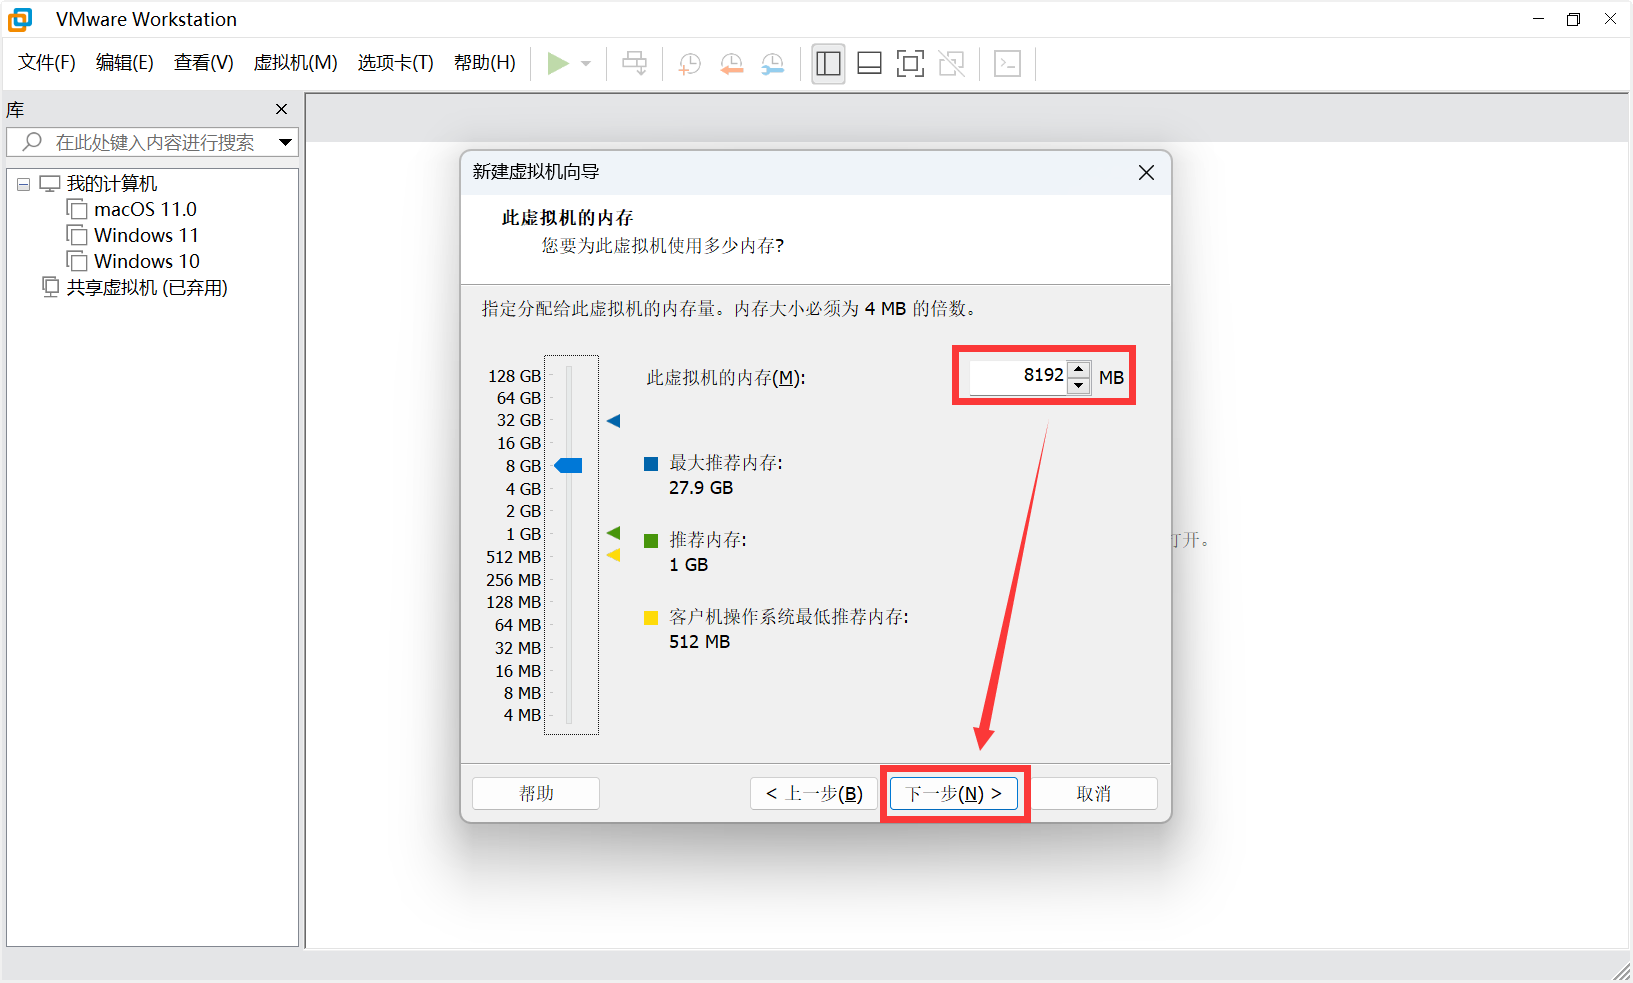 VMware Workstation
文件(F) 编辑(E) 查看(V) 虚拟机(M) 选项卡(T) 帮助(H)
库
在此处键入内容进行搜索
我的计算机
macOS 11.0
Windows 11
Windows 10
共享虚拟机 (已弃用)
新建虚拟机向导
此虚拟机的内存
您要为此虚拟机使用多少内存?
指定分配给此虚拟机的内存量。内存大小必须为 4 MB 的倍数。
128 GB
64 GB
32 GB
16 GB
8 GB
4 GB
2 GB
1 GB
512 MB
256 MB
128 MB
64 MB
32 MB
16 MB
8 MB
4 MB
此虚拟机的内存(M): 8192 MB
最大推荐内存:
27.9 GB
推荐内存:
1 GB
客户机操作系统最低推荐内存:
512 MB
打开。
帮助 < 上一步(B) 下一步(N) > 取消